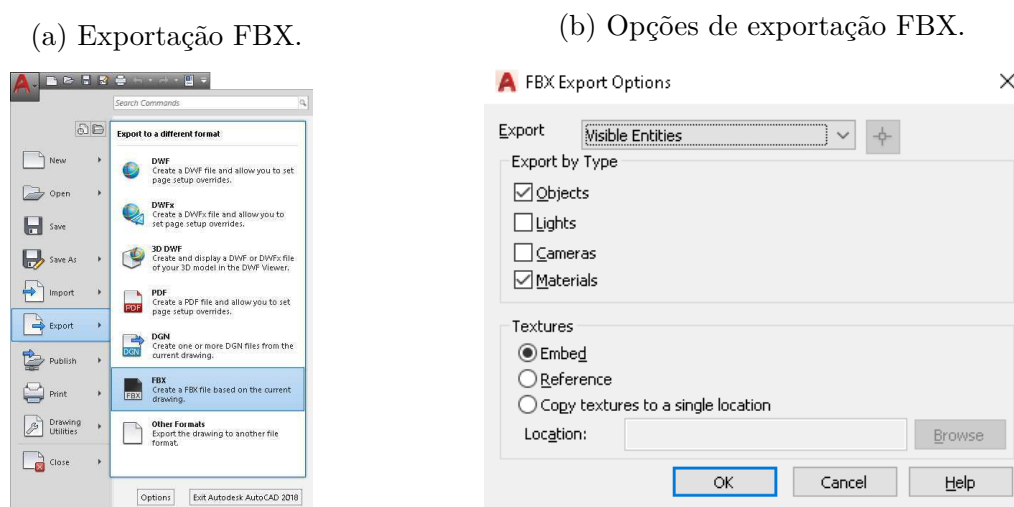 (a) Exportação FBX.
(b) Opções de exportação FBX.
Search Commands
Export to a different format
New
Open
Save
Save As
Import
Export
Publish
Print
Drawing
Utilities
Close
DWF
Create a DWF file and allow you to set
page setup overrides.
DWFx
Create a DWFx file and allow you to
set page setup overrides.
3D DWF
Create and display a DWF or DWFx file
of your 3D model in the DWF Viewer.
PDF
PDF
Create a PDF file and allow you to set
page setup overrides.
DGN
DGN
Create one or more DGN files from the
current drawing.
FBX
FBX
Create a FBX file based on the current
drawing.
Other Formats
Export the drawing to another file
format.
Options
Exit Autodesk AutoCAD 2018
FBX Export Options
Export
Visible Entities
Export by Type
Objects
Lights
Cameras
Materials
Textures
Embed
Reference
Copy textures to a single location
Location:
Browse
OK
Cancel
Help